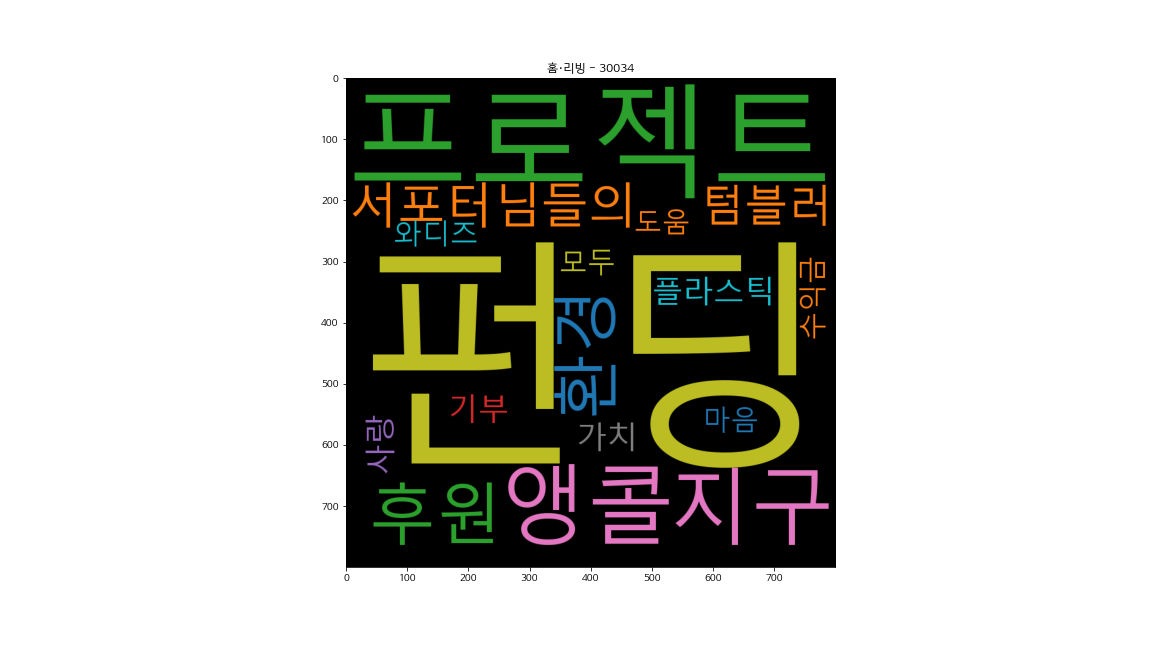 홈·리빙 - 30034
0
100
200
300
400
500
600
700
프로젝트
서포터님들의 텀블러
도움
와디즈
모두
펀딩
플라스틱
수익금
환경
기부
마음
사랑
가치
후원
앵콜지구
0 100 200 300 400 500 600 700